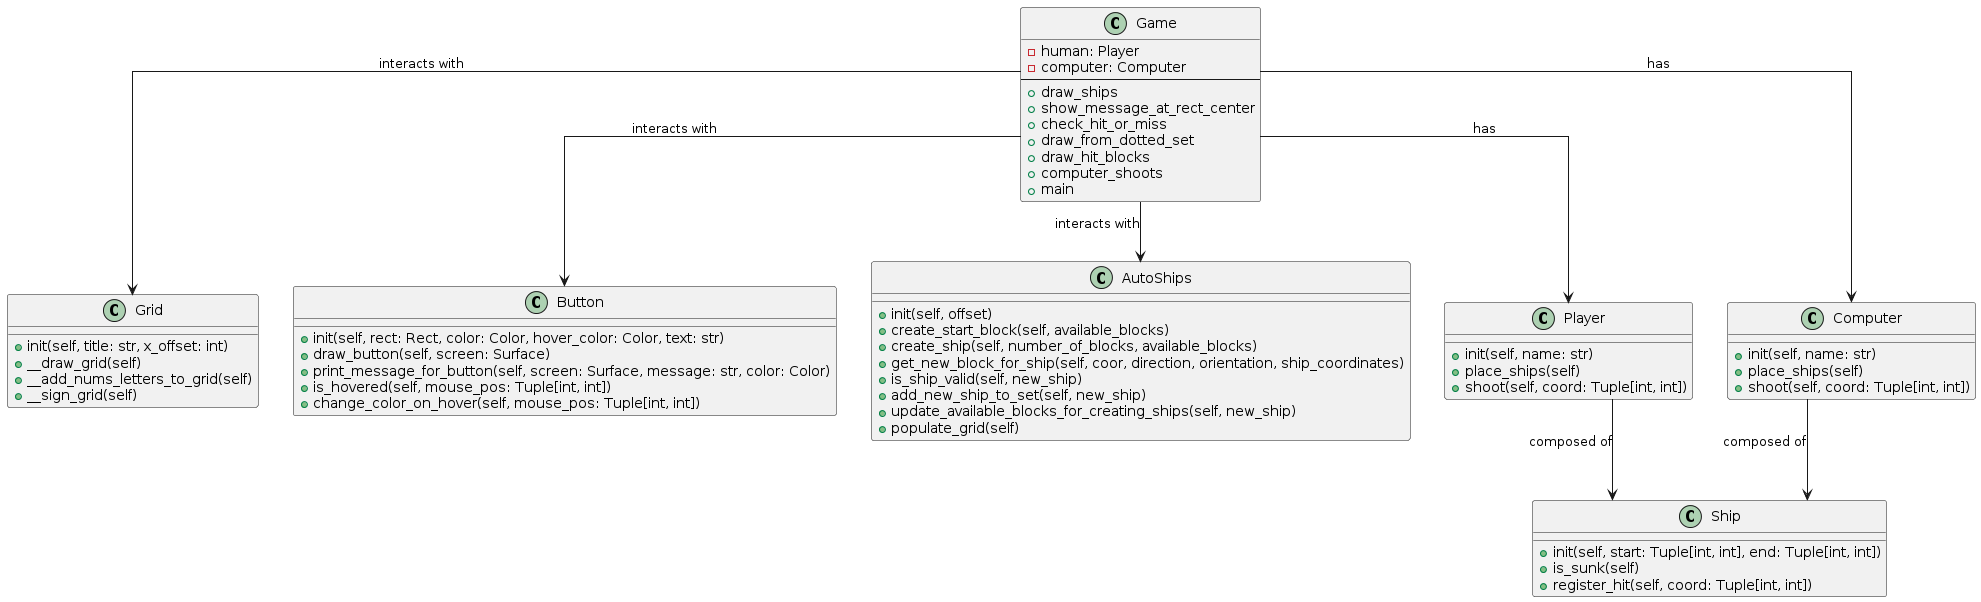 C Game
human: Player
computer: Computer
draw_ships
show_message_at_rect_center
check_hit_or_miss
draw_from_dotted_set
draw_hit_blocks
computer_shoots
main
interacts with
has
interacts with
has
interacts with
C Grid
init(self, title: str, x_offset: int)
__draw_grid(self)
__add_nums_letters_to_grid(self)
__sign_grid(self)
C Button
init(self, rect: Rect, color: Color, hover_color: Color, text: str)
draw_button(self, screen: Surface)
print_message_for_button(self, screen: Surface, message: str, color: Color)
is_hovered(self, mouse_pos: Tuple[int, int])
change_color_on_hover(self, mouse_pos: Tuple[int, int])
C AutoShips
init(self, offset)
create_start_block(self, available_blocks)
create_ship(self, number_of_blocks, available_blocks)
get_new_block_for_ship(self, coor, direction, orientation, ship_coordinates)
is_ship_valid(self, new_ship)
add_new_ship_to_set(self, new_ship)
update_available_blocks_for_creating_ships(self, new_ship)
populate_grid(self)
C Player
init(self, name: str)
place_ships(self)
shoot(self, coord: Tuple[int, int])
C Computer
init(self, name: str)
place_ships(self)
shoot(self, coord: Tuple[int, int])
composed of
composed of
C Ship
init(self, start: Tuple[int, int], end: Tuple[int, int])
is_sunk(self)
register_hit(self, coord: Tuple[int, int])